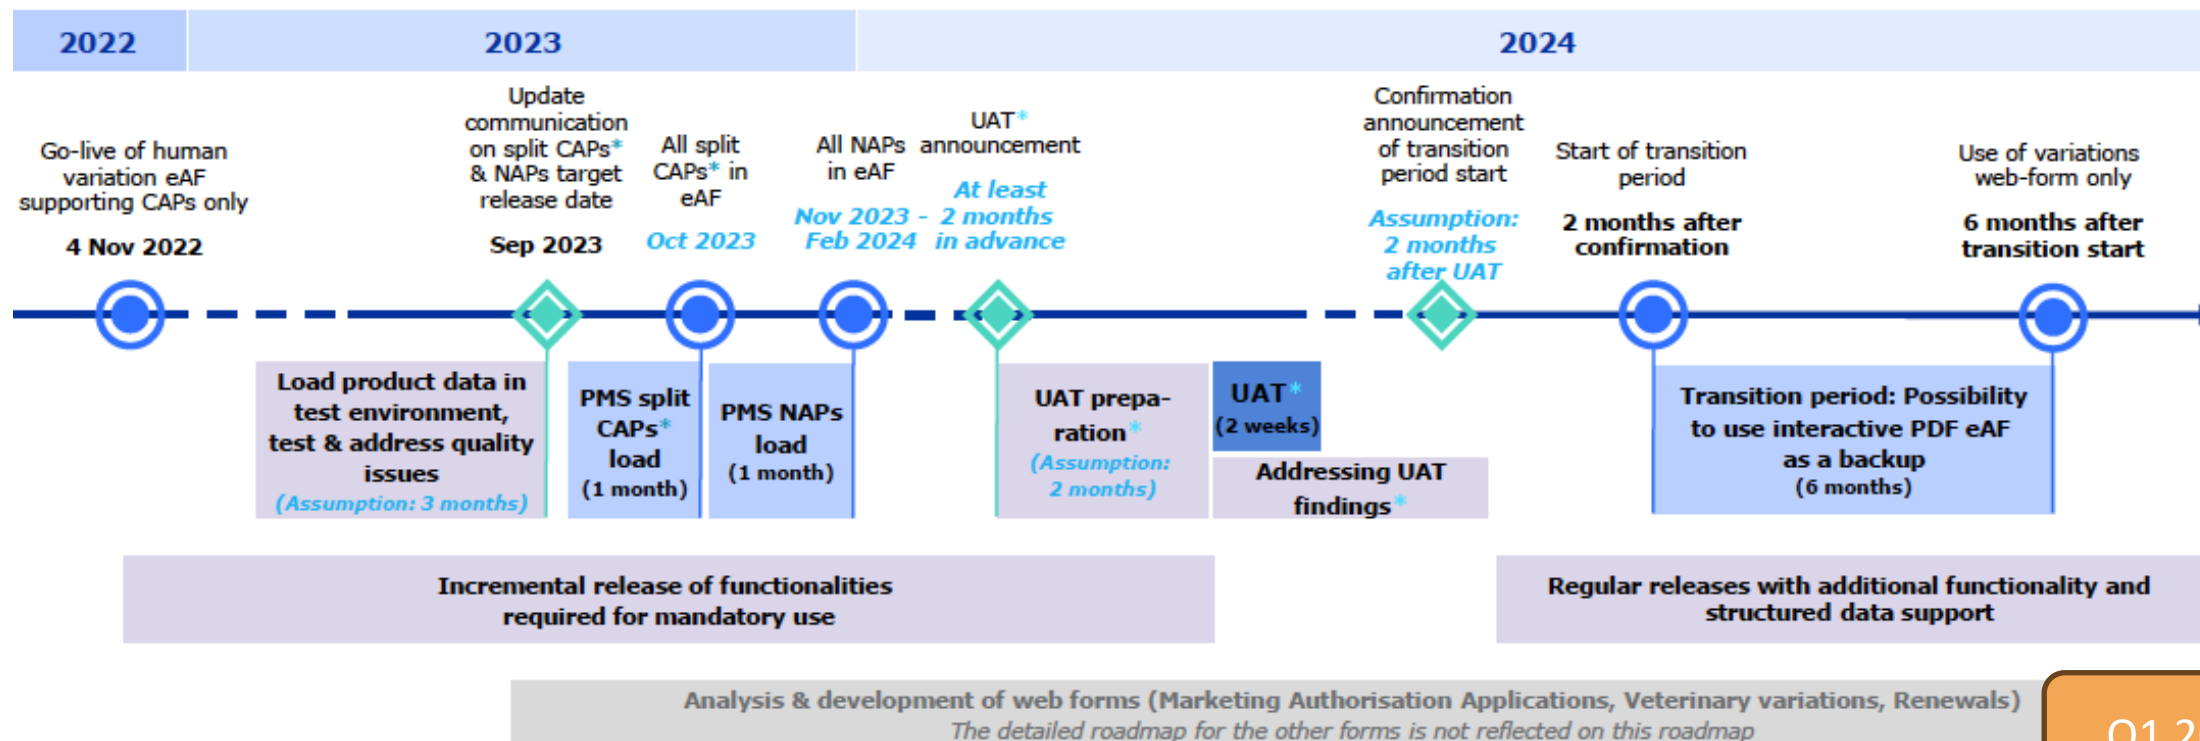 2022
2023
2024
Go-live of human
variation eAF
supporting CAPs only
4 Nov 2022
Update
communication
on split CAPs*
& NAPs target
release date
Sep 2023
All split
CAPs* in
eAF
Oct 2023
All NAPs
in eAF
Nov 2023 -
Feb 2024
UAT*
announcement
At least
2 months
in advance
Confirmation
announcement
of transition
period start
Assumption:
2 months
after UAT
Start of transition
period
2 months after
confirmation
Use of variations
web-form only
6 months after
transition start
Load product data in
test environment,
test & address quality
issues
(Assumption: 3 months)
PMS split
CAPs*
load
(1 month)
PMS NAPs
load
(1 month)
UAT prepa-
ration*
(Assumption:
2 months)
UAT*
(2 weeks)
Addressing UAT
findings*
Transition period: Possibility
to use interactive PDF eAF
as a backup
(6 months)
Incremental release of functionalities
required for mandatory use
Regular releases with additional functionality and
structured data support
Analysis & development of web forms (Marketing Authorisation Applications, Veterinary variations, Renewals)
The detailed roadmap for the other forms is not reflected on this roadmap
Q1 2